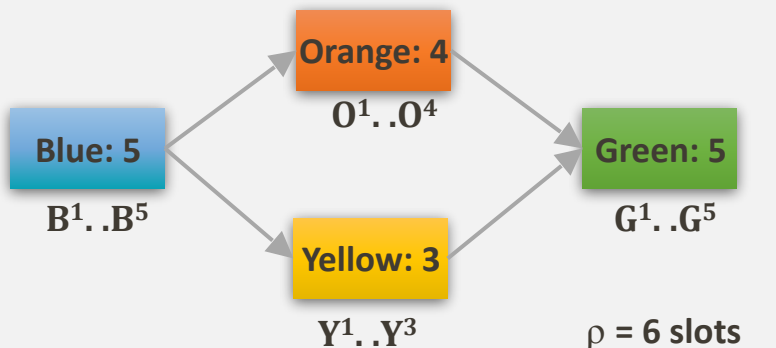 Orange: 4
O¹. .O⁴
Blue: 5
B¹. .B⁵
Green: 5
G¹. .G⁵
Yellow: 3
Y¹. .Y³
ρ = 6 slots